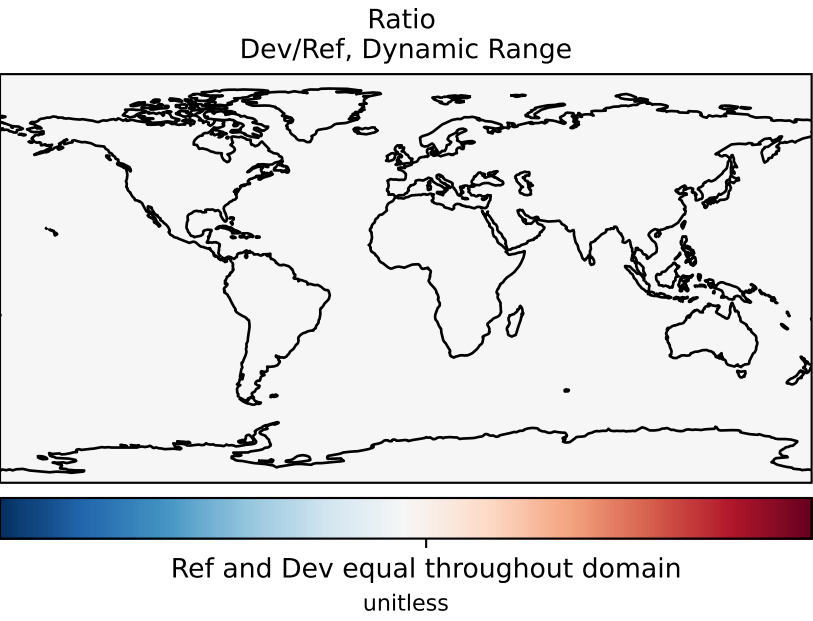 Ratio
Dev/Ref, Dynamic Range
Ref and Dev equal throughout domain
unitless